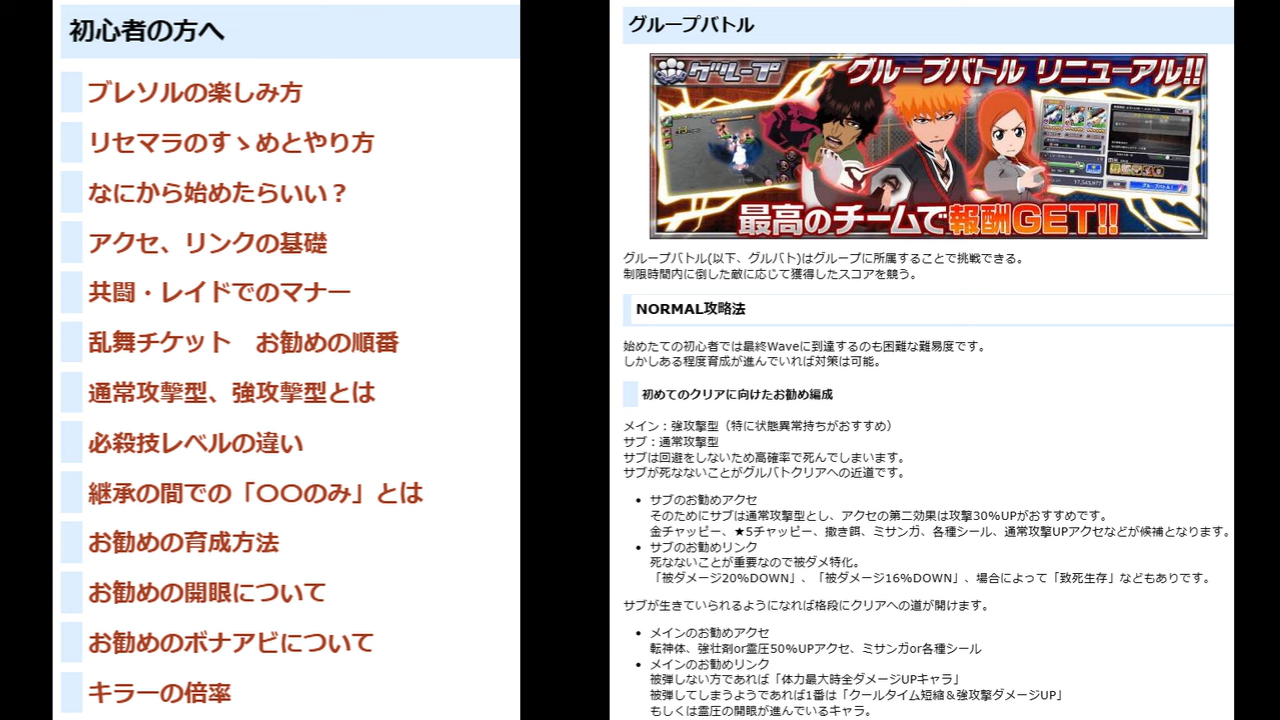 初心者の方へ
ブレソルの楽しみ方
リセマラのすゝめとやり方
なにから始めたらいい？
アクセ、リンクの基礎
共闘・レイドでのマナー
乱舞チケット　お勧めの順番
通常攻撃型、強攻撃型とは
必殺技レベルの違い
継承の間での「〇〇のみ」とは
お勧めの育成方法
お勧めの開眼について
お勧めのボナアビについて
キラーの倍率
グループバトル
グループ
グループバトル リニューアル!!
最高のチームで報酬GET!!
グループバトル(以下、グルバト)はグループに所属することで挑戦できる。
制限時間内に倒した敵に応じて獲得したスコアを競う。
NORMAL攻略法
始めたての初心者では最終Waveに到達するのも困難な難易度です。
しかしある程度育成が進んでいれば対策は可能。
初めてのクリアに向けたお勧め編成
メイン：強攻撃型（特に状態異常持ちがおすすめ）
サブ：通常攻撃型
サブは回避をしないため高確率で死んでしまいます。
サブが死なないことがグルバトクリアへの近道です。
• サブのお勧めアクセ
そのためにサブは通常攻撃型とし、アクセの第二効果は攻撃30%UPがおすすめです。
金チャッピー、★5チャッピー、撒き餌、ミサンガ、各種シール、通常攻撃UPアクセなどが候補となります。
• サブのお勧めリンク
死なないことが重要なので被ダメ特化。
「被ダメージ20%DOWN」、「被ダメージ16%DOWN」、場合によって「致死生存」などもありです。
サブが生きていられるようになれば格段にクリアへの道が開けます。
• メインのお勧めアクセ
転神体、強壮剤or霊圧50%UPアクセ、ミサンガor各種シール
• メインのお勧めリンク
被弾しない方であれば「体力最大時全ダメージUPキャラ」
被弾してしまうようであれば1番は「クールタイム短縮＆強攻撃ダメージUP」
もしくは霊圧の開眼が進んでいるキャラ。